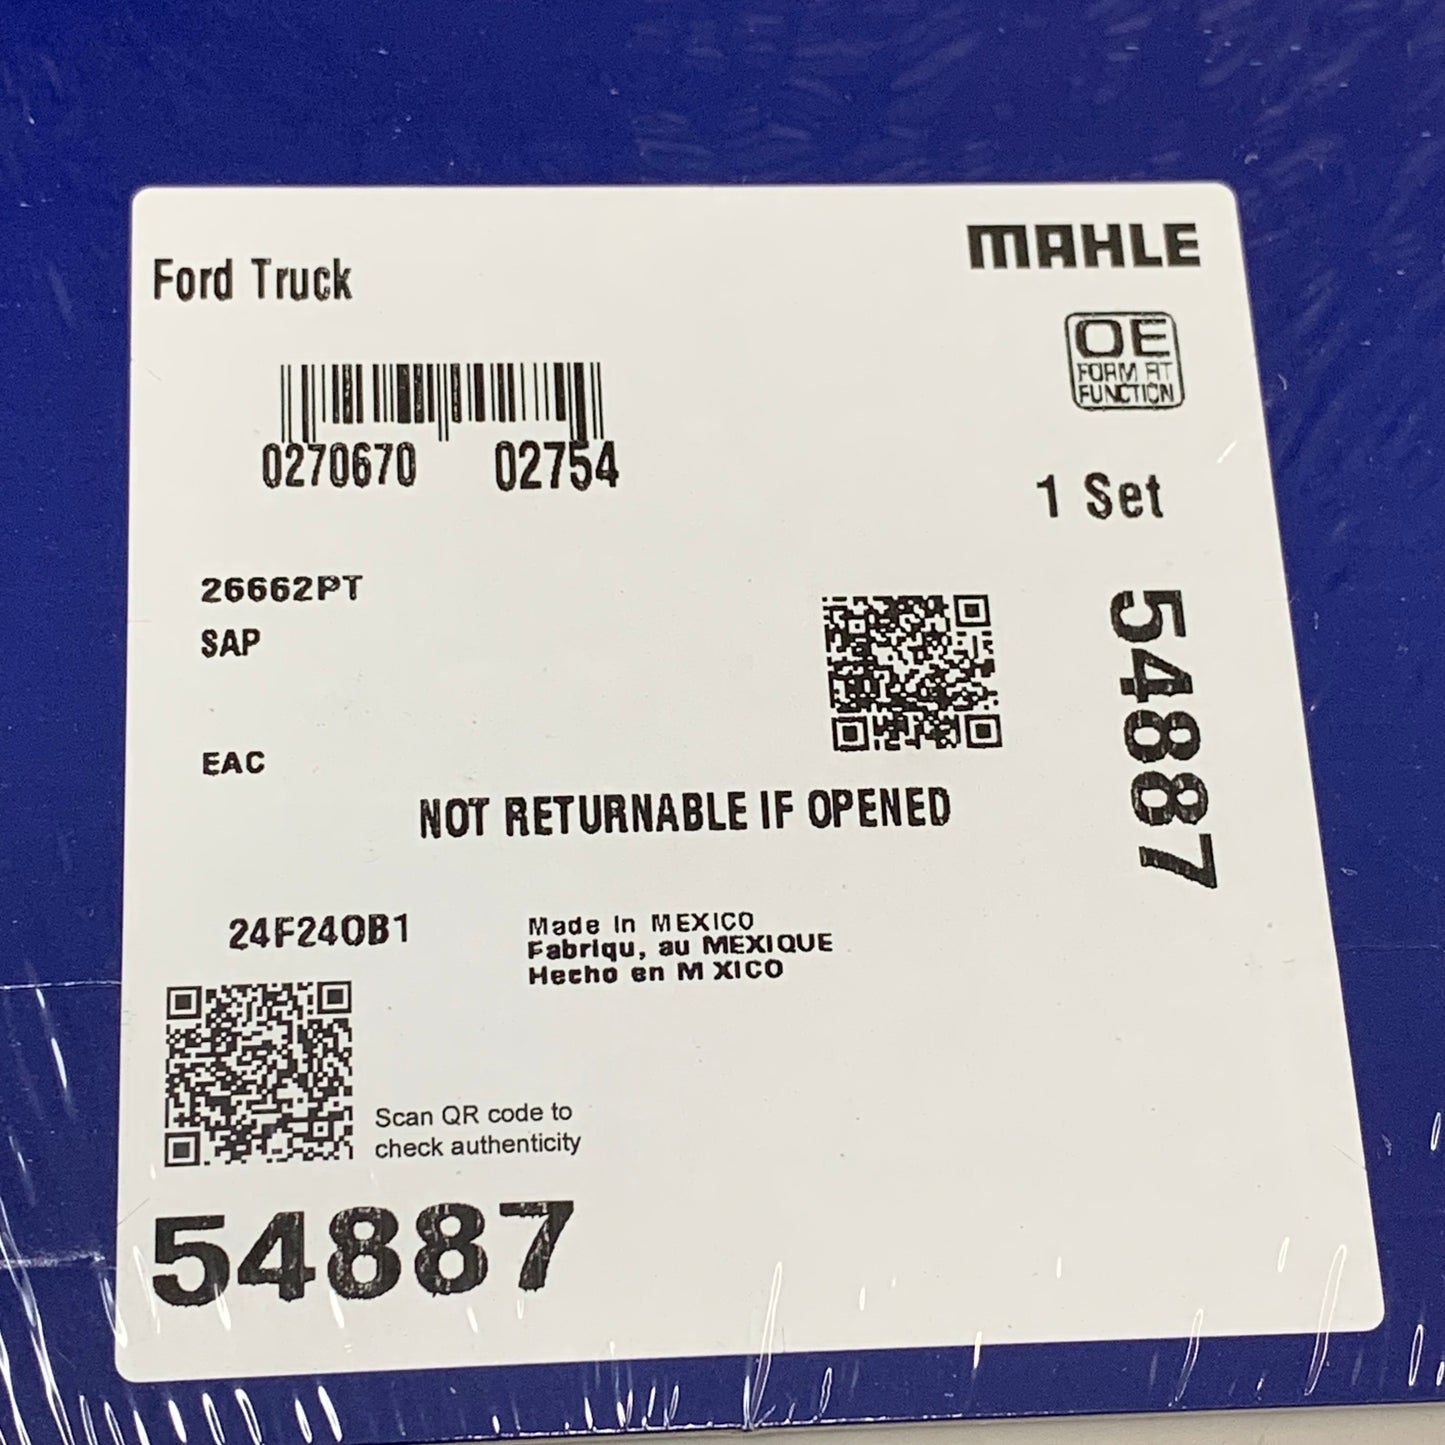 Ford Truck
MAHLE
OE
FORM FIT
FUNCTION
0270670 02754
1 Set
26662PT
SAP
54887
EAC
NOT RETURNABLE IF OPENED
24F240B1
Made In MEXICO
Fabriqu, au MEXIQUE
Hecho en M XICO
Scan QR code to
check authenticity
54887